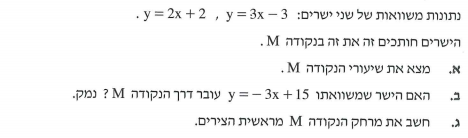 נתונות משוואות של שני ישרים: y = 3x − 3 , y = 2x + 2 .
הישרים חותכים זה את זה בנקודה M .
א. מצא את שיעורי הנקודה M .
ב. האם הישר שמשוואתו y = − 3x + 15 עובר דרך הנקודה M ? נמק.
ג. חשב את מרחק הנקודה M מראשית הצירים.